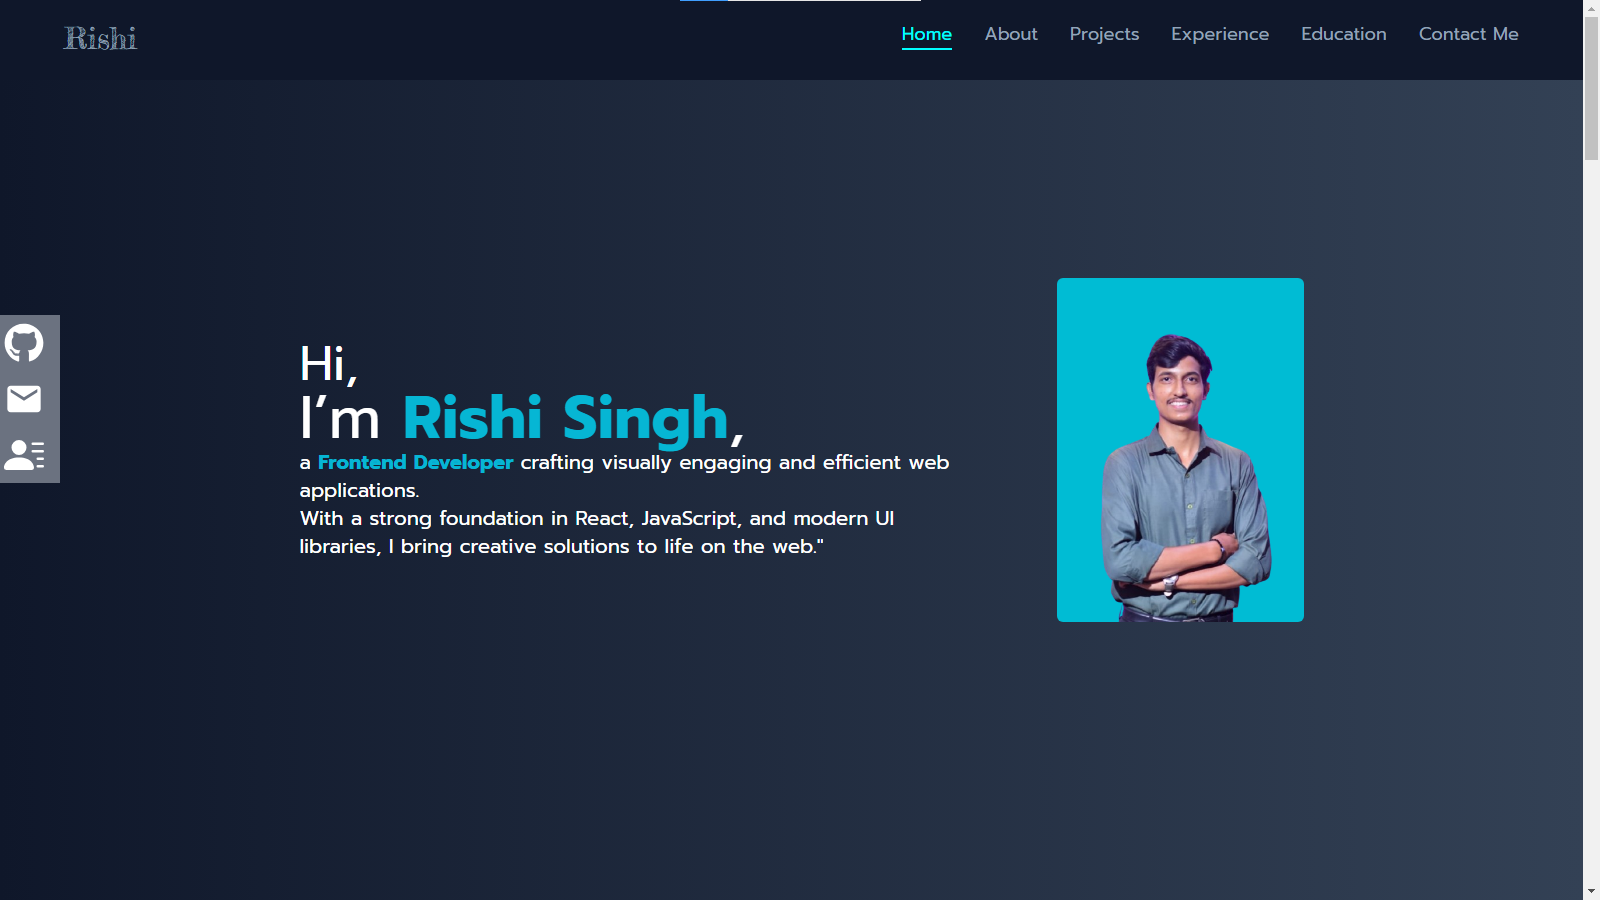 Rishi
Home About Projects Experience Education Contact Me
Hi,
I’m Rishi Singh,
a Frontend Developer crafting visually engaging and efficient web
applications.
With a strong foundation in React, JavaScript, and modern UI
libraries, I bring creative solutions to life on the web."